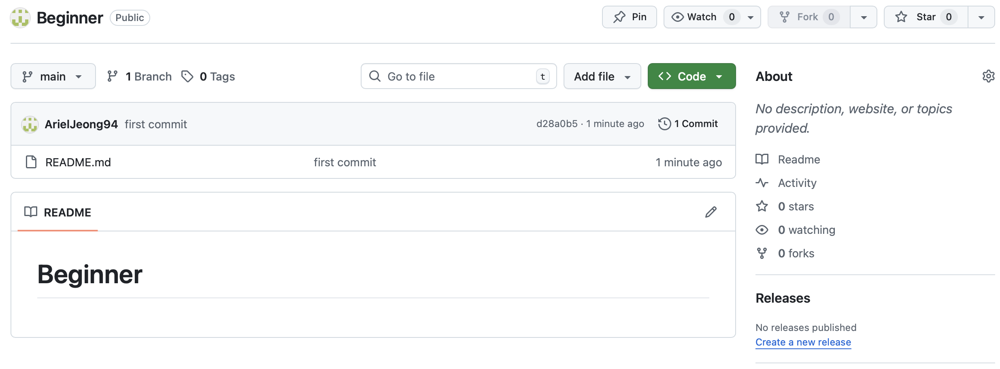 Beginner Public Pin Watch 0 Fork 0 Star 0
main 1 Branch 0 Tags Go to file t Add file Code
ArielJeong94 first commit d28a0b5 · 1 minute ago 1 Commit
README.md first commit 1 minute ago
README
Beginner
About
No description, website, or topics
provided.
Readme
Activity
0 stars
0 watching
0 forks
Releases
No releases published
Create a new release